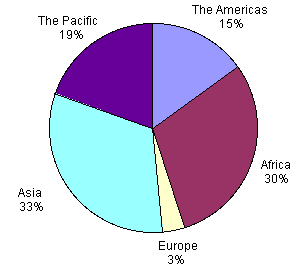 The Americas
15%
The Pacific
19%
Africa
30%
Asia
33%
Europe
3%